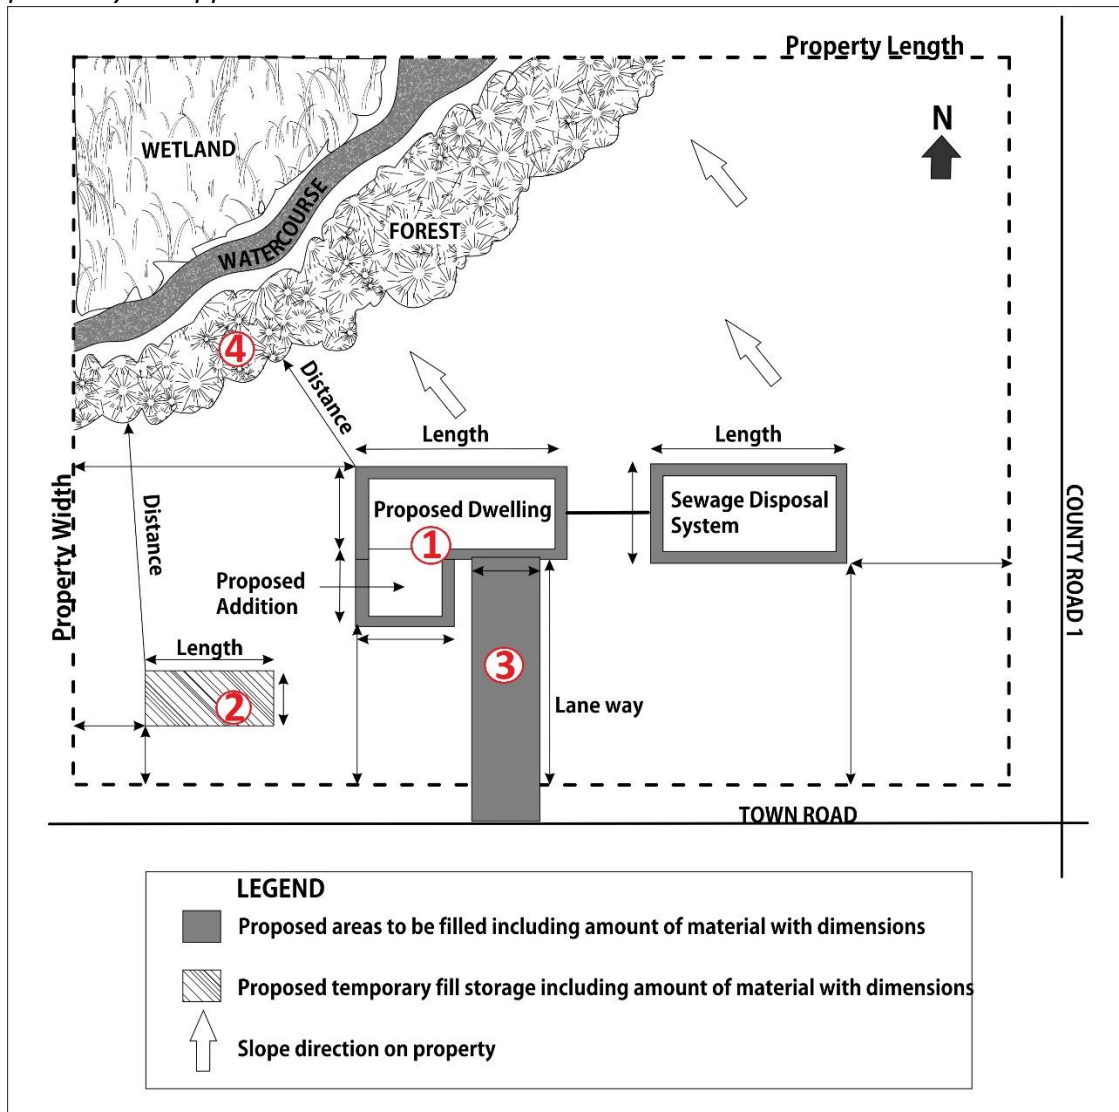 Property Length
N
WETLAND
WATERCOURSE
FOREST
4
Distance
Length
Length
Property Width
Distance
Proposed Dwelling
Sewage Disposal
System
COUNTY ROAD 1
1
Proposed
Addition
Length
3
2
Lane way
TOWN ROAD
LEGEND
Proposed areas to be filled including amount of material with dimensions
Proposed temporary fill storage including amount of material with dimensions
Slope direction on property